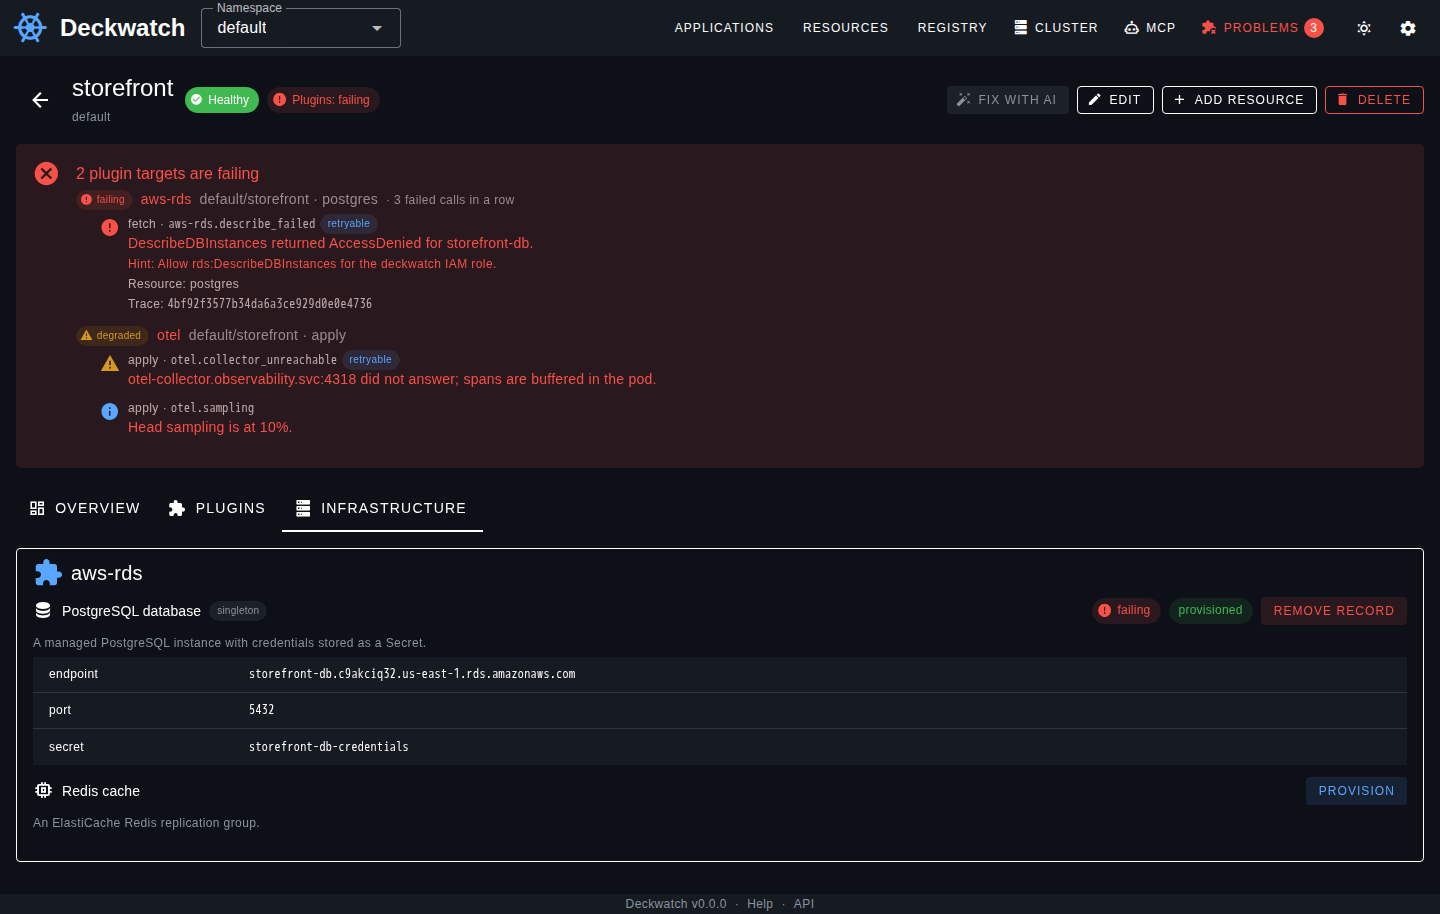 Deckwatch
Namespace
default
APPLICATIONS
RESOURCES
REGISTRY
CLUSTER
MCP
PROBLEMS 3
storefront
default
Healthy
Plugins: failing
FIX WITH AI
EDIT
ADD RESOURCE
DELETE
2 plugin targets are failing
failing aws-rds default/storefront · postgres · 3 failed calls in a row
fetch · aws-rds.describe_failed retryable
DescribeDBInstances returned AccessDenied for storefront-db.
Hint: Allow rds:DescribeDBInstances for the deckwatch IAM role.
Resource: postgres
Trace: 4bf92f3577b34da6a3ce929d0e0e4736
degraded otel default/storefront · apply
apply · otel.collector_unreachable retryable
otel-collector.observability.svc:4318 did not answer; spans are buffered in the pod.
apply · otel.sampling
Head sampling is at 10%.
OVERVIEW
PLUGINS
INFRASTRUCTURE
aws-rds
PostgreSQL database singleton
failing
provisioned
REMOVE RECORD
A managed PostgreSQL instance with credentials stored as a Secret.
endpoint storefront-db.c9akciq32.us-east-1.rds.amazonaws.com
port 5432
secret storefront-db-credentials
Redis cache
PROVISION
An ElastiCache Redis replication group.
Deckwatch v0.0.0 · Help · API